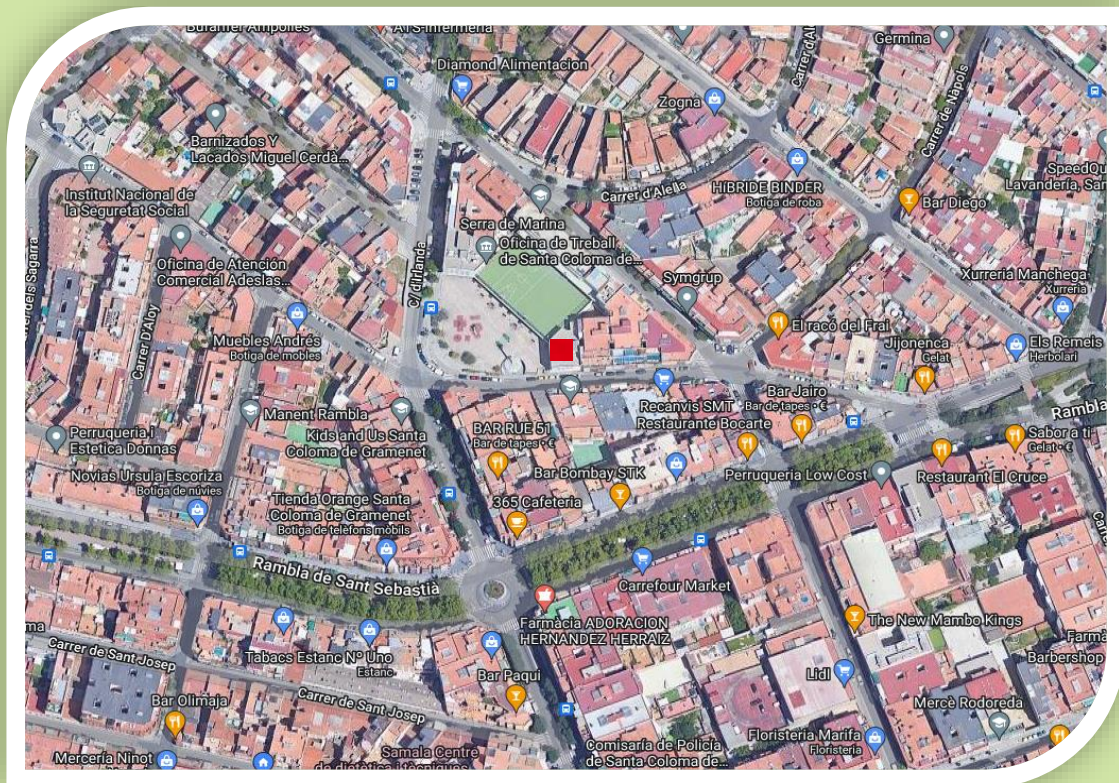 Germina
Diamond Alimentacion
Zogna
Carrer de Nàpols
Barnizados Y
Lacados Miguel Cerdà...
Institut Nacional de
la Seguretat Social
Carrer d'Alella
HÍBRIDE BINDER
Botiga de roba
Bar Diego
Lavandería, San
Serra de Marina
Oficina de Treball
de Santa Coloma de...
Oficina de Atención
Comercial Adeslas...
C/ d'Irlanda
Symgrup
Xurreria Manchega
Xurreria
Carrer D'Aloy
Muebles Andrés
Botiga de mobles
El racó del Fral
Jijonenca
Gelat
Els Remeis
Herbolari
Manent Rambla
Kids and Us Santa
Coloma de Gramenet
Recanvis SMT
Bar Jairo
Bar de tapes • €
Restaurante Bocarte
Rambla
BAR RUE 51
Bar de tapes • €
Perruqueria i
Estetica Donnas
Sabor a ti
Gelat • €
Novias Úrsula Escoriza
Botiga de núvies
Bar Bombay STK
Perruqueria Low Cost
Restaurant El Cruce
Tienda Orange Santa
Coloma de Gramenet
Botiga de telèfons mòbils
365 Cafeteria
Rambla de Sant Sebastià
Carrefour Market
Farmàcia ADORACION
HERNANDEZ HERRAIZ
The New Mambo Kings
Carrer de Sant Josep
Tabacs Estanc Nº Uno
Estanc
Barbershop
Bar Paqui
Lidl
Carrer de Sant Josep
Bar Olimaja
Mercè Rodoreda
Floristeria Marifa
Floristeria
Comisaría de Policía
de Santa Coloma de...
Mercería Ninot
Samala Centre